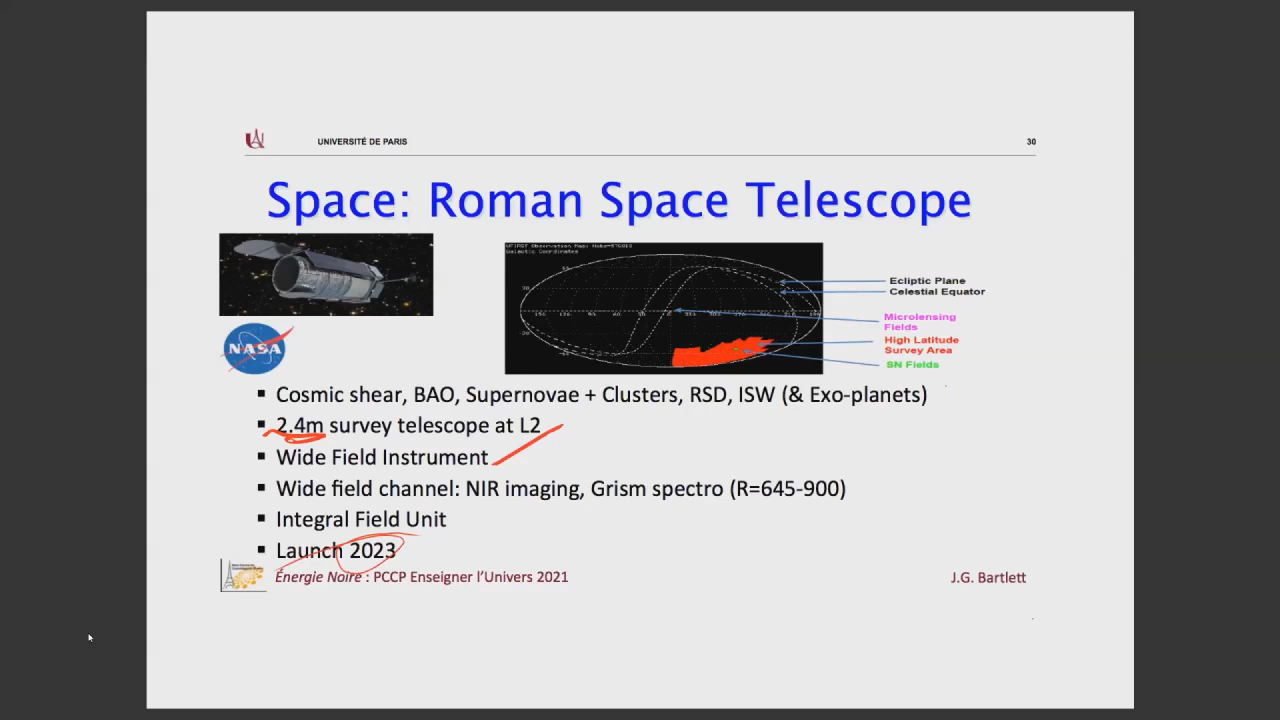 UNIVERSITÉ DE PARIS
30
Space: Roman Space Telescope
Galactic Coordinates
Ecliptic Plane
Celestial Equator
Microlensing
Fields
High Latitude
Survey Area
SN Fields
NASA
Cosmic shear, BAO, Supernovae + Clusters, RSD, ISW (& Exo-planets)
2.4m survey telescope at L2
Wide Field Instrument
Wide field channel: NIR imaging, Grism spectro (R=645-900)
Integral Field Unit
Launch 2023
Énergie Noire : PCCP Enseigner l’Univers 2021
J.G. Bartlett